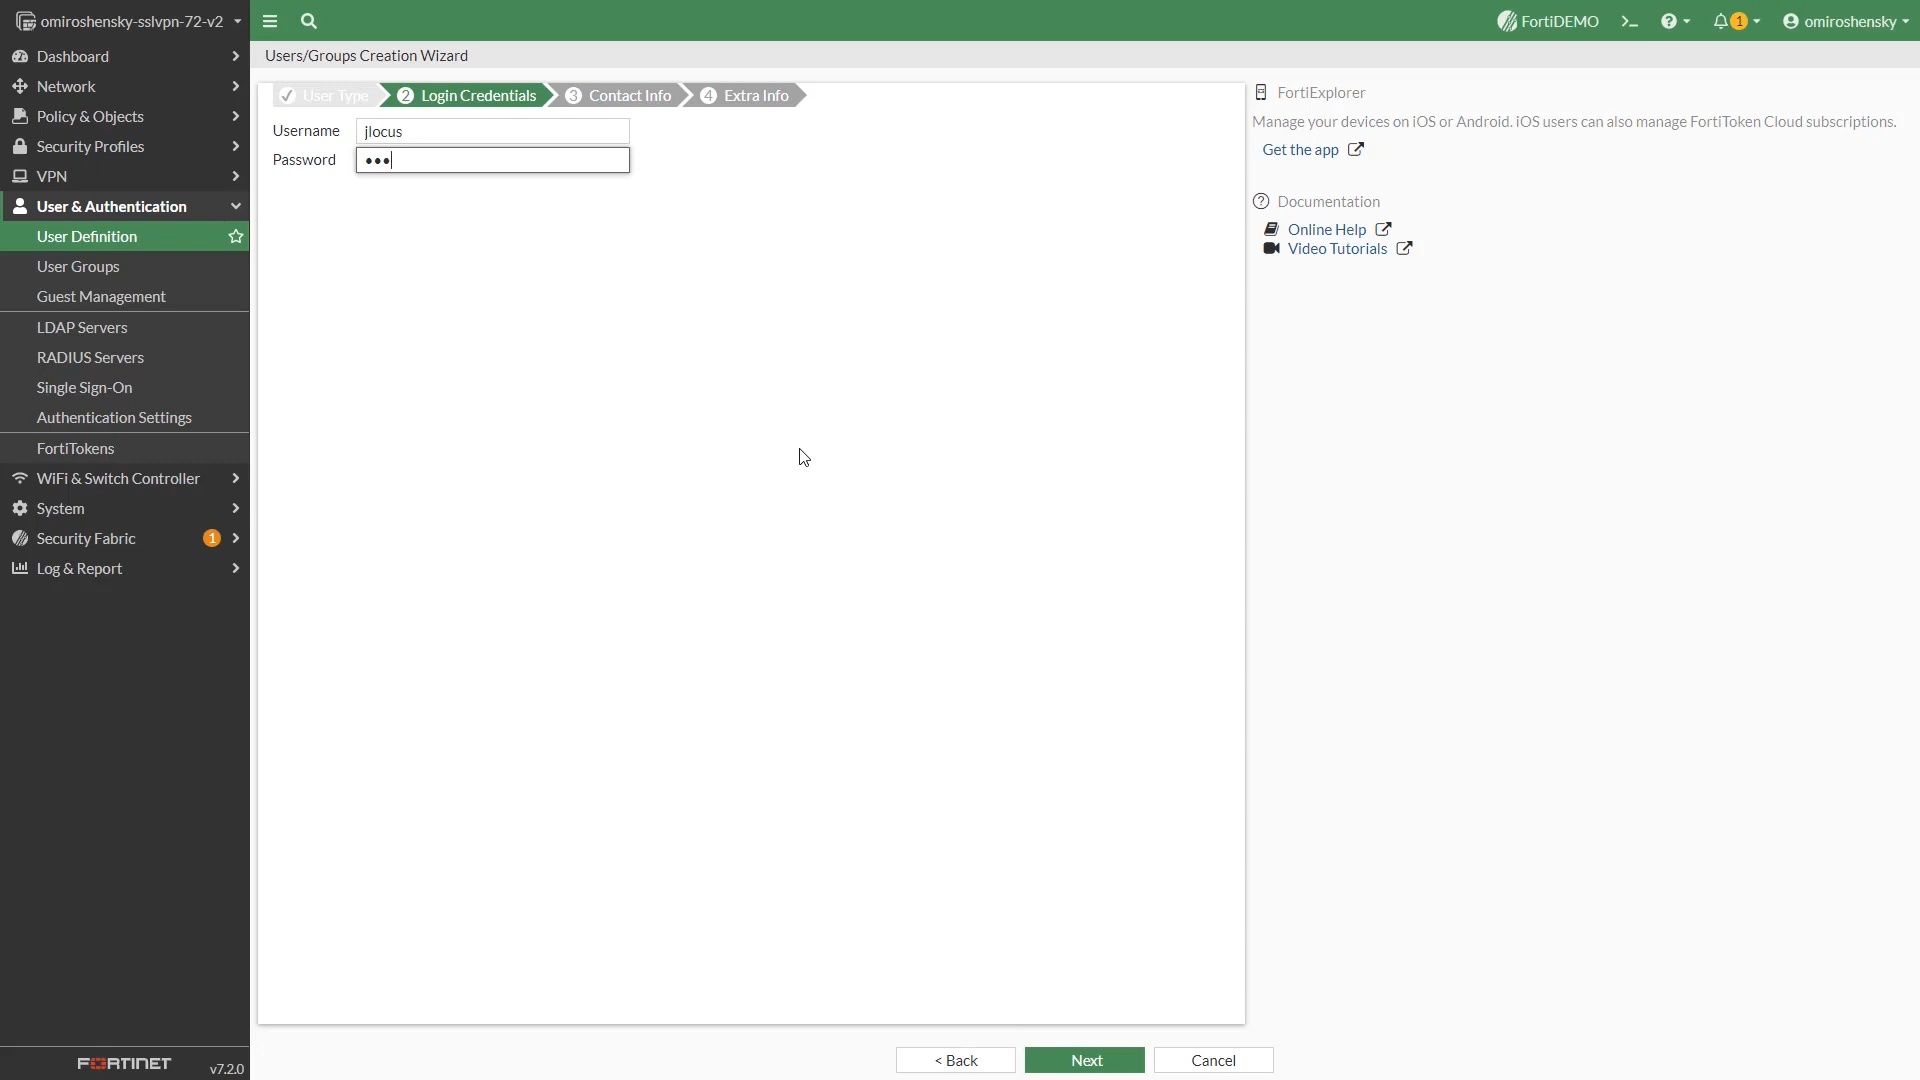 omiroshensky-sslvpn-72-v2
FortiDEMO
1
omiroshensky
Dashboard
Network
Policy & Objects
Security Profiles
VPN
User & Authentication
User Definition
User Groups
Guest Management
LDAP Servers
RADIUS Servers
Single Sign-On
Authentication Settings
FortiTokens
WiFi & Switch Controller
System
Security Fabric 1
Log & Report
FORTINET v7.2.0
Users/Groups Creation Wizard
User Type
2 Login Credentials
3 Contact Info
4 Extra Info
Username jlocus
Password •••
< Back
Next
Cancel
FortiExplorer
Manage your devices on iOS or Android. iOS users can also manage FortiToken Cloud subscriptions.
Get the app
Documentation
Online Help
Video Tutorials